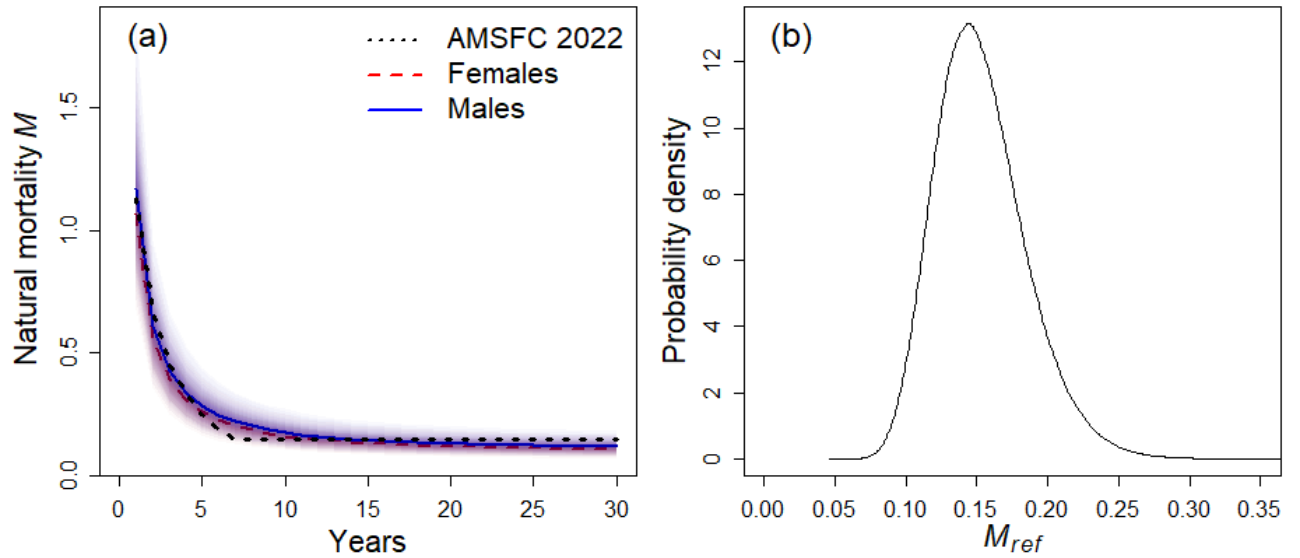 (a)
AMSFC 2022
Females
Males
Natural mortality M
0.0
0.5
1.0
1.5
0 5 10 15 20 25 30
Years
(b)
Probability density
0
2
4
6
8
10
12
0.00 0.05 0.10 0.15 0.20 0.25 0.30 0.35
M_ref